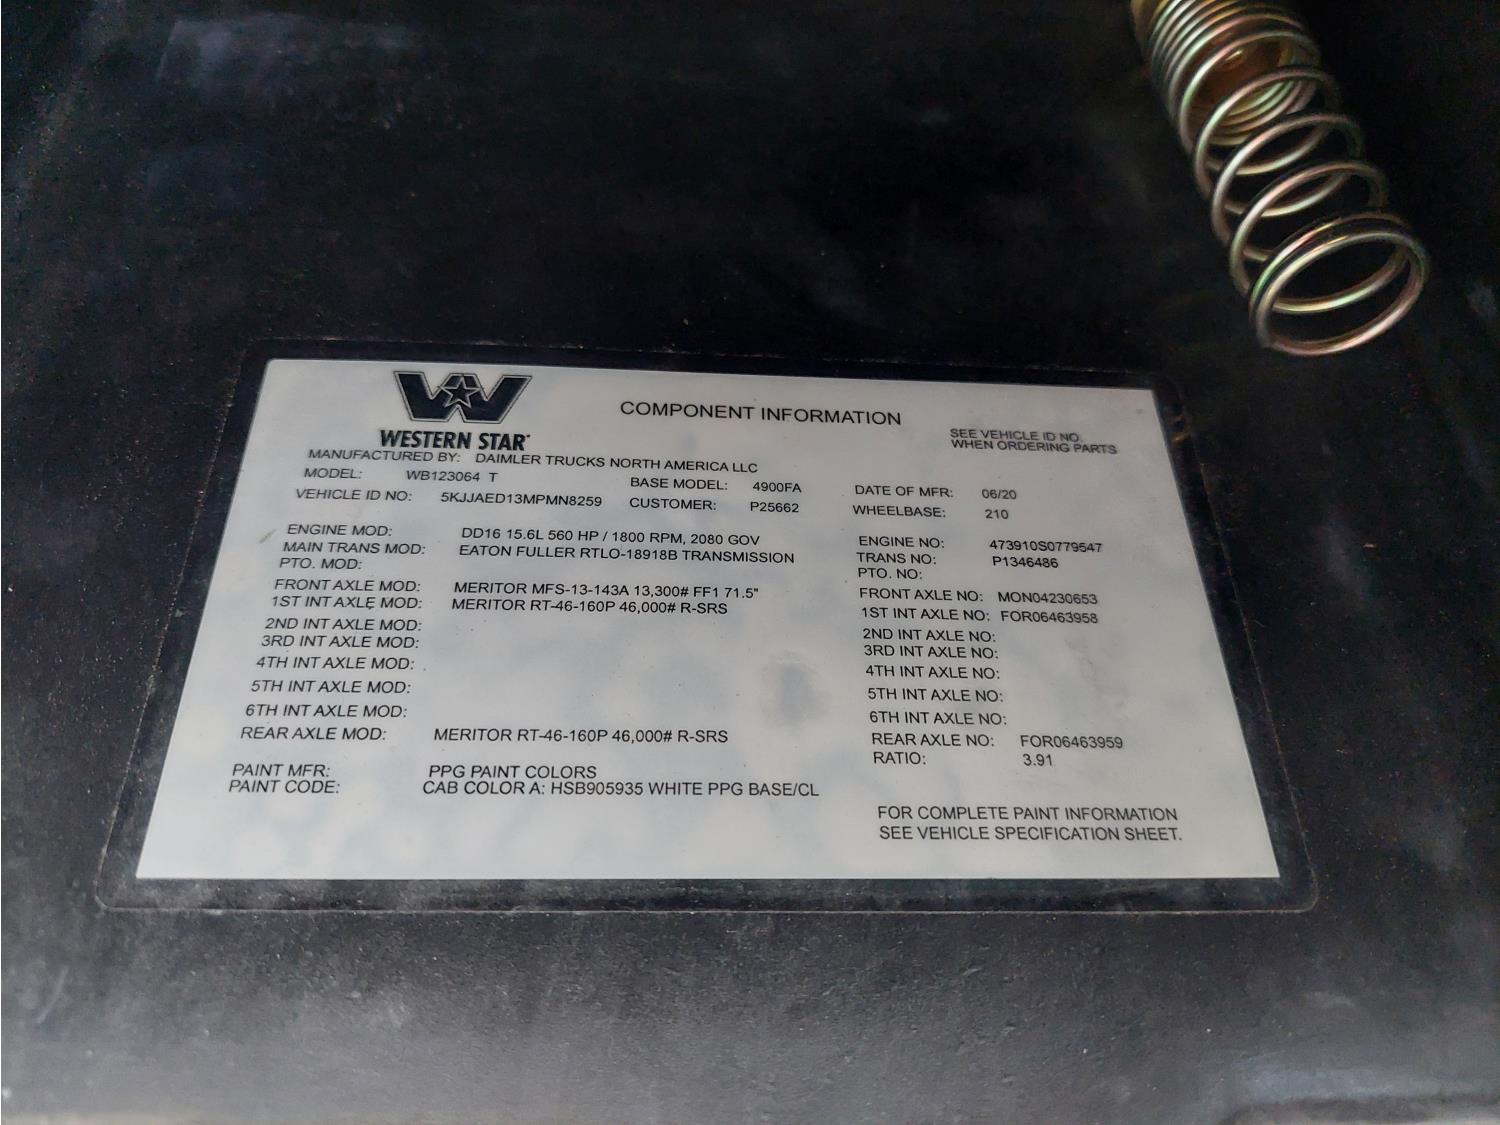 WESTERN STAR
COMPONENT INFORMATION
SEE VEHICLE ID NO.
WHEN ORDERING PARTS
MANUFACTURED BY: DAIMLER TRUCKS NORTH AMERICA LLC
MODEL: WB123064 T BASE MODEL: 4900FA DATE OF MFR: 06/20
VEHICLE ID NO: 5KJJAED13MPMN8259 CUSTOMER: P25662 WHEELBASE: 210
ENGINE MOD: DD16 15.6L 560 HP / 1800 RPM, 2080 GOV ENGINE NO: 473910S0779547
MAIN TRANS MOD: EATON FULLER RTLO-18918B TRANSMISSION TRANS NO: P1346486
PTO. MOD: PTO. NO:
FRONT AXLE MOD: MERITOR MFS-13-143A 13,300# FF1 71.5" FRONT AXLE NO: MON04230653
1ST INT AXLE MOD: MERITOR RT-46-160P 46,000# R-SRS 1ST INT AXLE NO: FOR06463958
2ND INT AXLE MOD: 2ND INT AXLE NO:
3RD INT AXLE MOD: 3RD INT AXLE NO:
4TH INT AXLE MOD: 4TH INT AXLE NO:
5TH INT AXLE MOD: 5TH INT AXLE NO:
6TH INT AXLE MOD: 6TH INT AXLE NO:
REAR AXLE MOD: MERITOR RT-46-160P 46,000# R-SRS REAR AXLE NO: FOR06463959
RATIO: 3.91
PAINT MFR: PPG PAINT COLORS
PAINT CODE: CAB COLOR A: HSB905935 WHITE PPG BASE/CL
FOR COMPLETE PAINT INFORMATION
SEE VEHICLE SPECIFICATION SHEET.